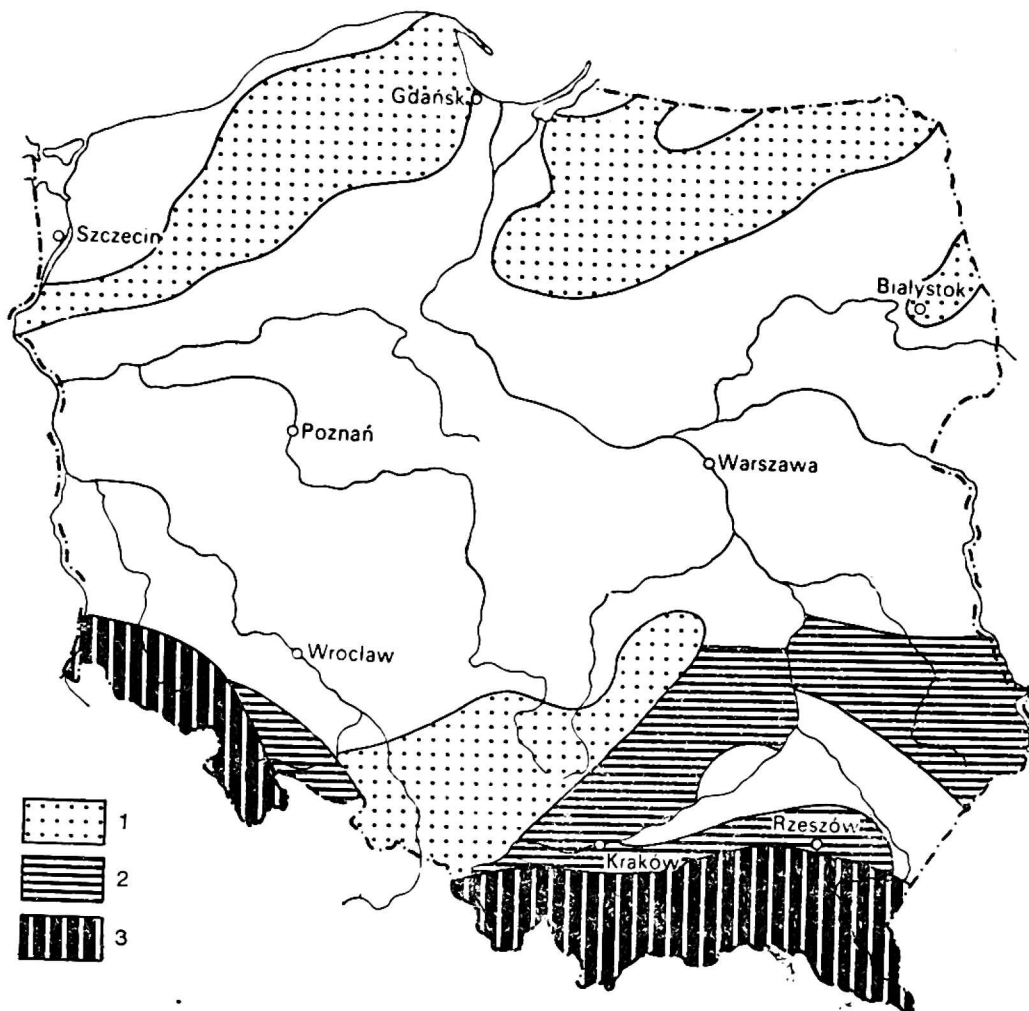 Gdańsk
Szczecin
Białystok
Poznań
Warszawa
Wrocław
Rzeszów
Kraków
1
2
3